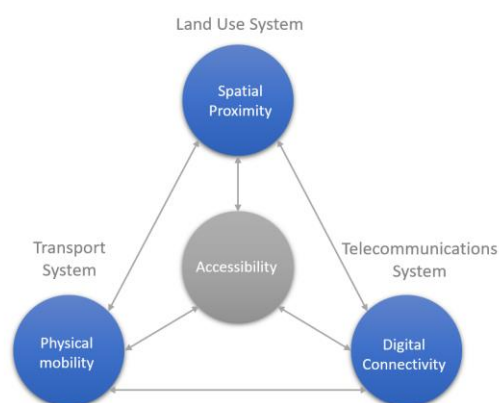 Land Use System
Spatial
Proximity
Transport
System
Accessibility
Telecommunications
System
Physical
mobility
Digital
Connectivity